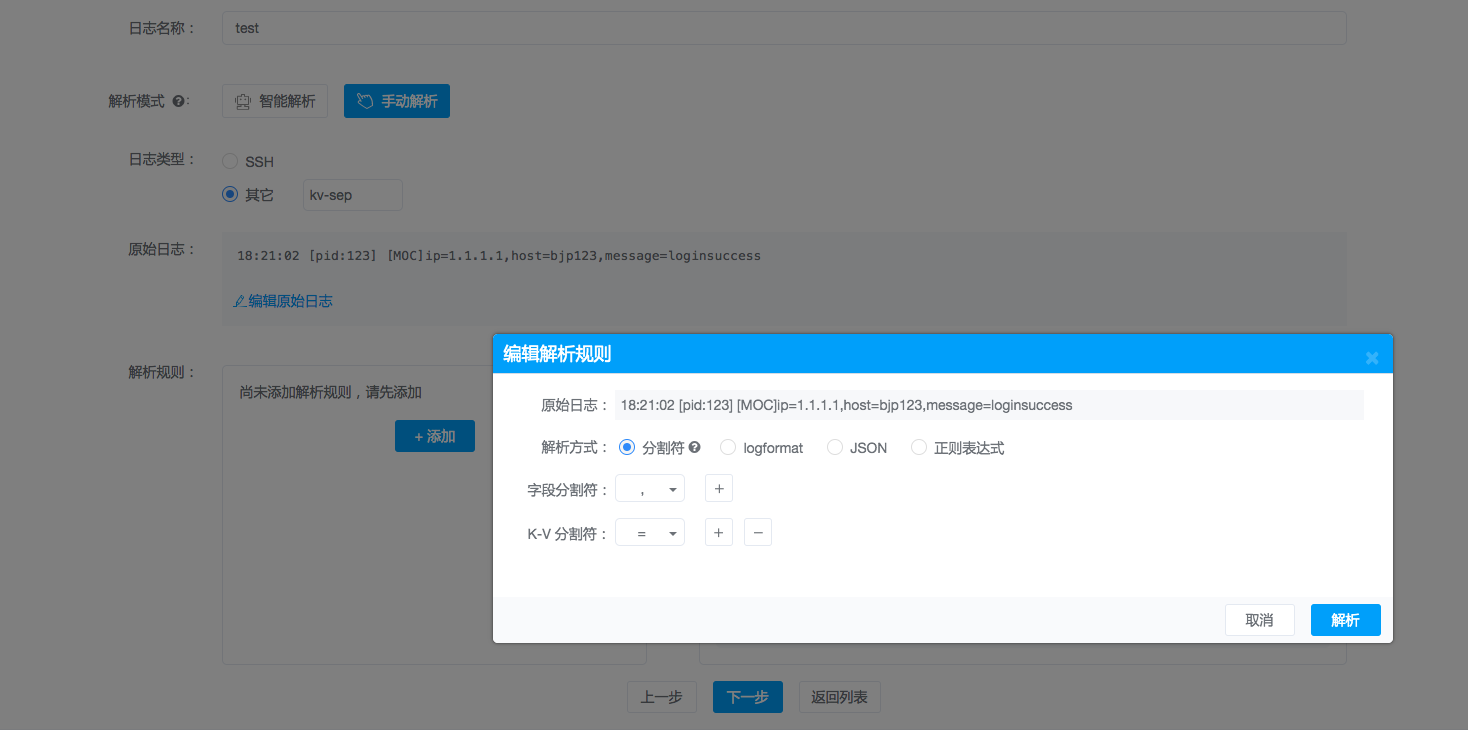 日志名称：
test
解析模式 ?:
智能解析
手动解析
日志类型：
SSH
其它
kv-sep
原始日志：
18:21:02 [pid:123] [MOC]ip=1.1.1.1,host=bjp123,message=loginsuccess
编辑原始日志
解析规则：
尚未添加解析规则，请先添加
+ 添加
编辑解析规则
原始日志：
18:21:02 [pid:123] [MOC]ip=1.1.1.1,host=bjp123,message=loginsuccess
解析方式：
分割符 ?
logformat
JSON
正则表达式
字段分割符：
,
+
K-V 分割符：
=
+
−
取消
解析
上一步
下一步
返回列表